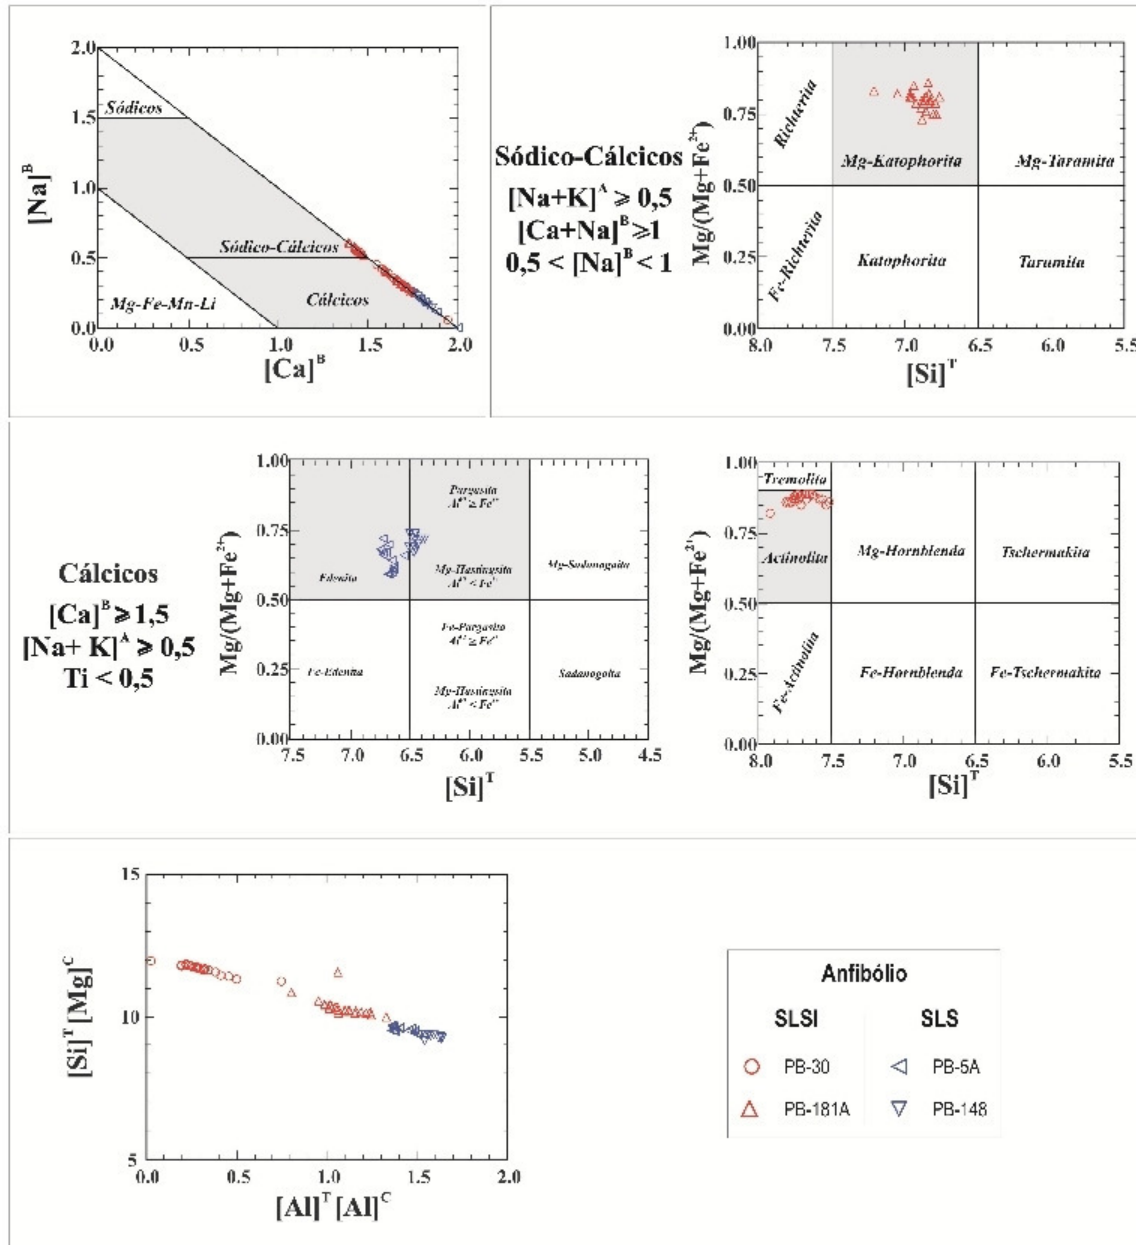 2.0
Sódicos
1.5
[Na]ᴮ
1.0
Sódico-Cálcicos
0.5
Mg-Fe-Mn-Li
Cálcicos
0.0
0.0 0.5 1.0 1.5 2.0
[Ca]ᴮ
Sódico-Cálcicos
[Na+K]ᴬ ⩾ 0,5
[Ca+Na]ᴮ ≥1
0,5 < [Na]ᴮ < 1
1.00
Richterita
0.75
Mg-Katophorita
Mg-Taramita
Mg/(Mg+Fe²⁺)
0.50
Fe-Richterita
Katophorita
Taramita
0.25
0.00
8.0 7.5 7.0 6.5 6.0 5.5
[Si]ᵀ
Cálcicos
[Ca]ᴮ ⩾ 1,5
[Na+ K]ᴬ ⩾ 0,5
Ti < 0,5
1.00
Pargasita
0.75
Edenita
Mg-Hastingsita
Mg-Sadanagaita
Mg/(Mg+Fe²⁺)
0.50
Fe-Pargasita
0.25
Fe-Edenita
Sadanagaita
Mg-Hastingsita
0.00
7.5 7.0 6.5 6.0 5.5 5.0 4.5
[Si]ᵀ
1.00
Tremolita
0.75
Actinolita
Mg-Hornblenda
Tschermakita
Mg/(Mg+Fe²⁺)
0.50
Fe-Actinolita
Fe-Hornblenda
Fe-Tschermakita
0.25
0.00
8.0 7.5 7.0 6.5 6.0 5.5
[Si]ᵀ
15
[Si]ᵀ [Mg]ᶜ
10
5
0.0 0.5 1.0 1.5 2.0
[Al]ᵀ [Al]ᶜ
Anfibólio
SLSI SLS
PB-30 PB-5A
PB-181A PB-148